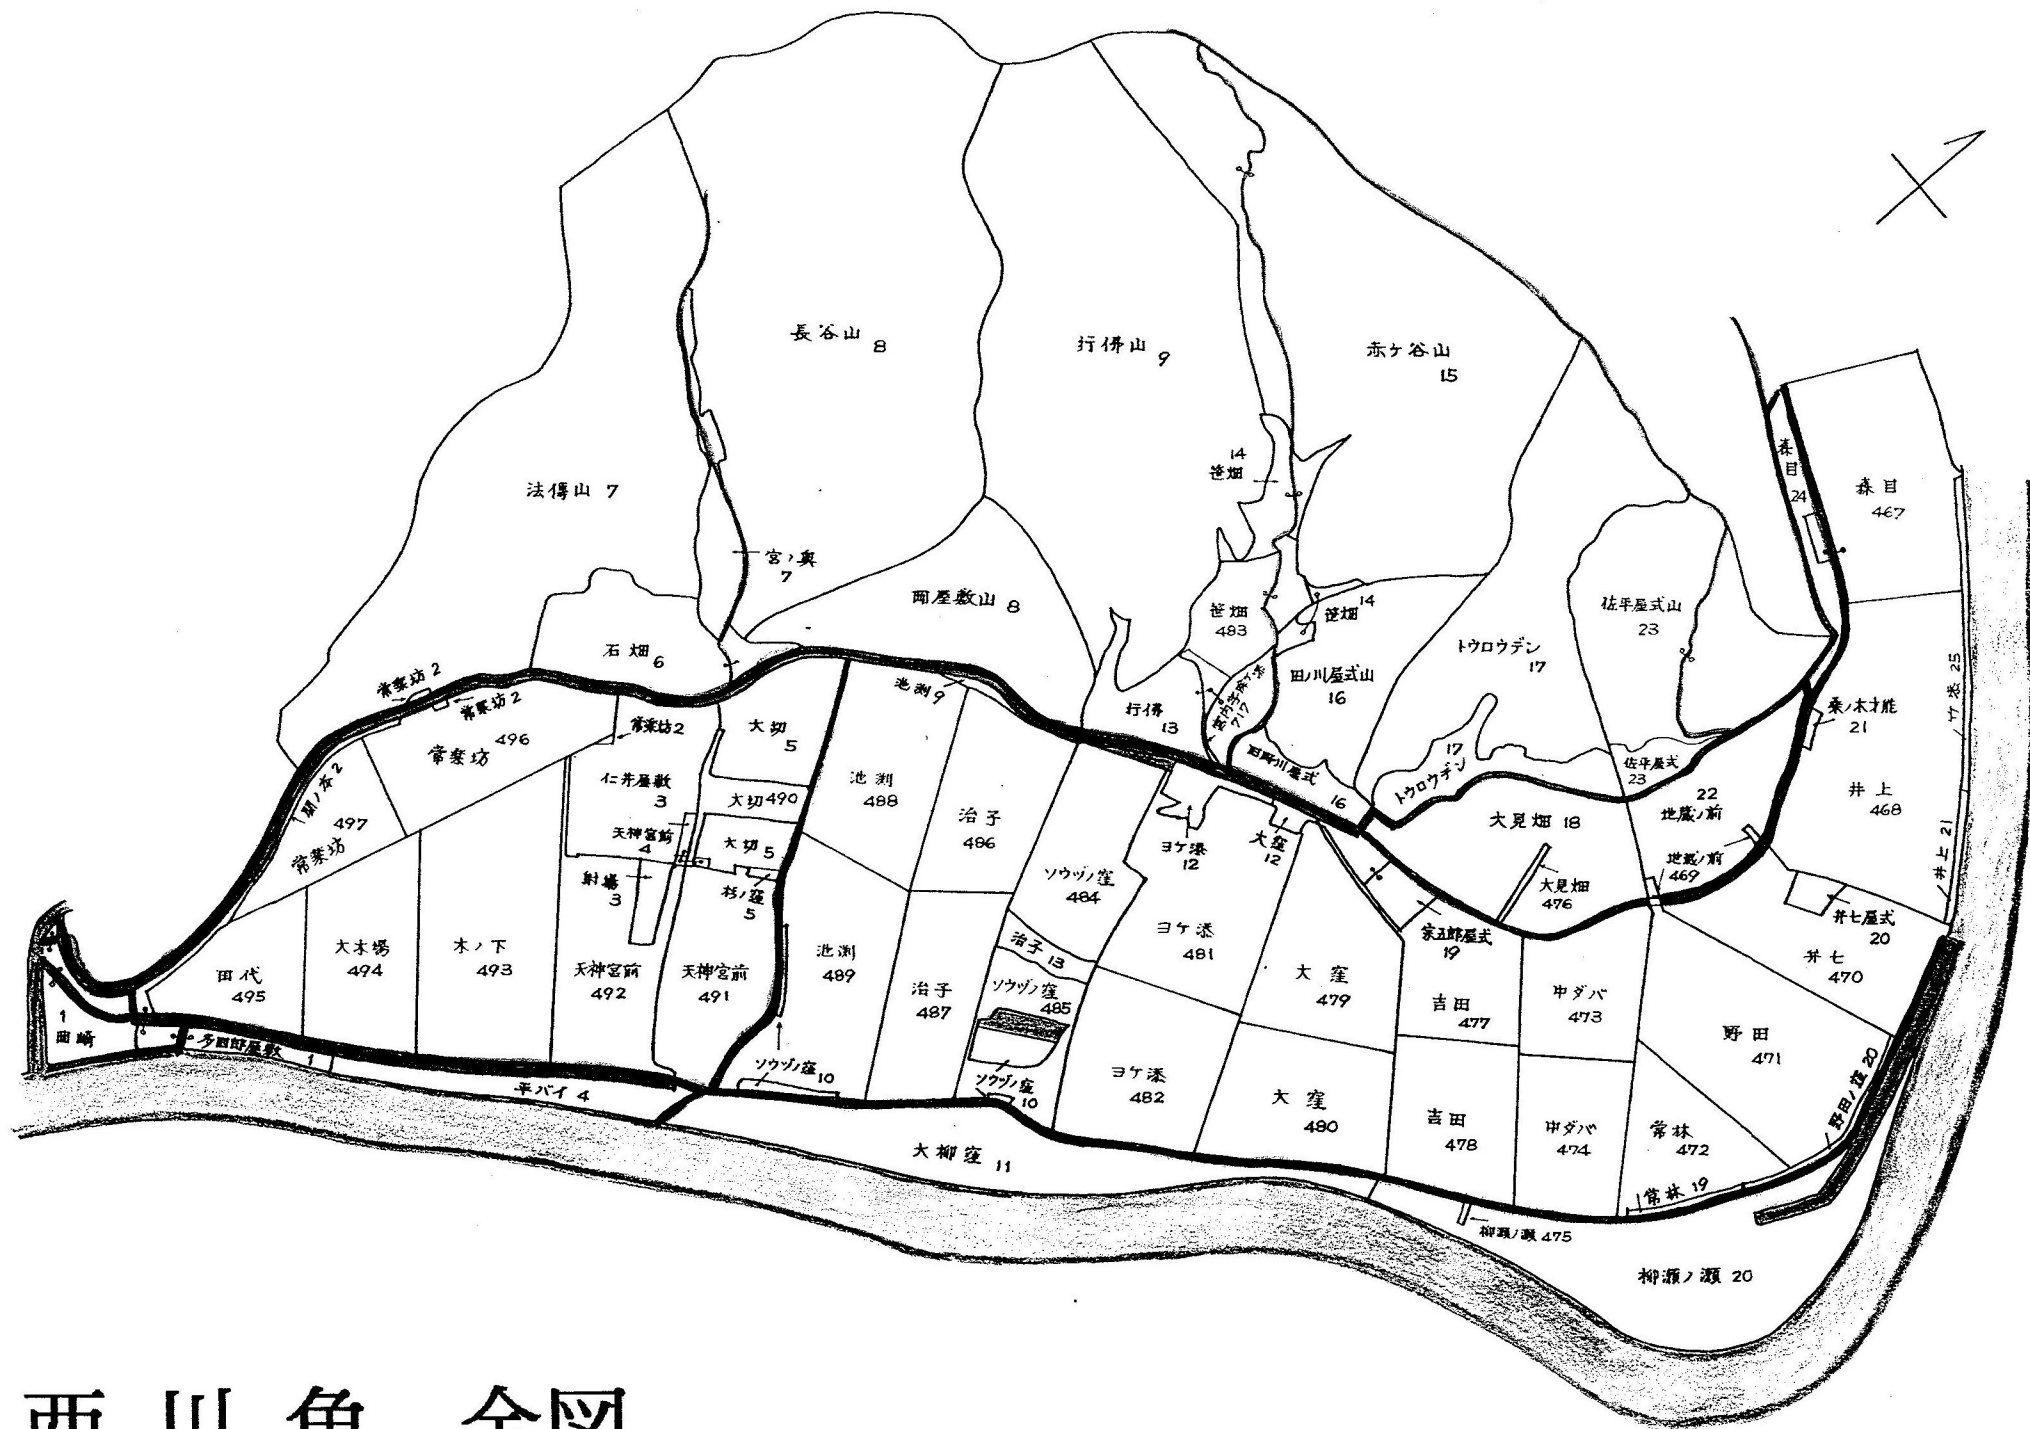 長谷山 8
行佛山 9
赤ケ谷山 15
法傳山 7
宮ノ奥 7
岡屋敷山 8
石畑 6
14 笹畑
笹畑 483
笹畑 14
田ノ川屋式山 16
トウロウデン 17
佐平屋式山 23
森目 24
森目 467
竹添 25
常楽坊 2
常楽坊 2
常楽坊 496
常楽坊 2
497 常楽坊
大切 5
仁井屋敷 3
大切 490
天神宮前 4
大切 5
射場 3
杉ノ窪 5
池渕 9
池渕 488
治子 486
行佛 13
16
17 トウロウデン
佐平屋式 23
桑ノ木才能 21
井上 468
井上 21
22 地蔵ノ前
地蔵ノ前 469
大見畑 18
大見畑 476
ヨケ添 12
大窪 12
ソウヅノ窪 484
ヨケ添 481
宗五郎屋式 19
井七屋式 20
井七 470
田代 495
大木場 494
木ノ下 493
天神宮前 492
天神宮前 491
池渕 489
治子 487
治子 13
ソウヅノ窪 485
大窪 479
吉田 477
中ダバ 473
野田 471
1 岡崎
1
平バイ 4
ソウヅノ窪 10
ソウヅノ窪 10
ヨケ添 482
大窪 480
吉田 478
中ダバ 474
常林 472
野田ノ窪 20
大柳窪 11
常林 19
柳瀬ノ瀬 475
柳瀬ノ瀬 20
西川角 全図